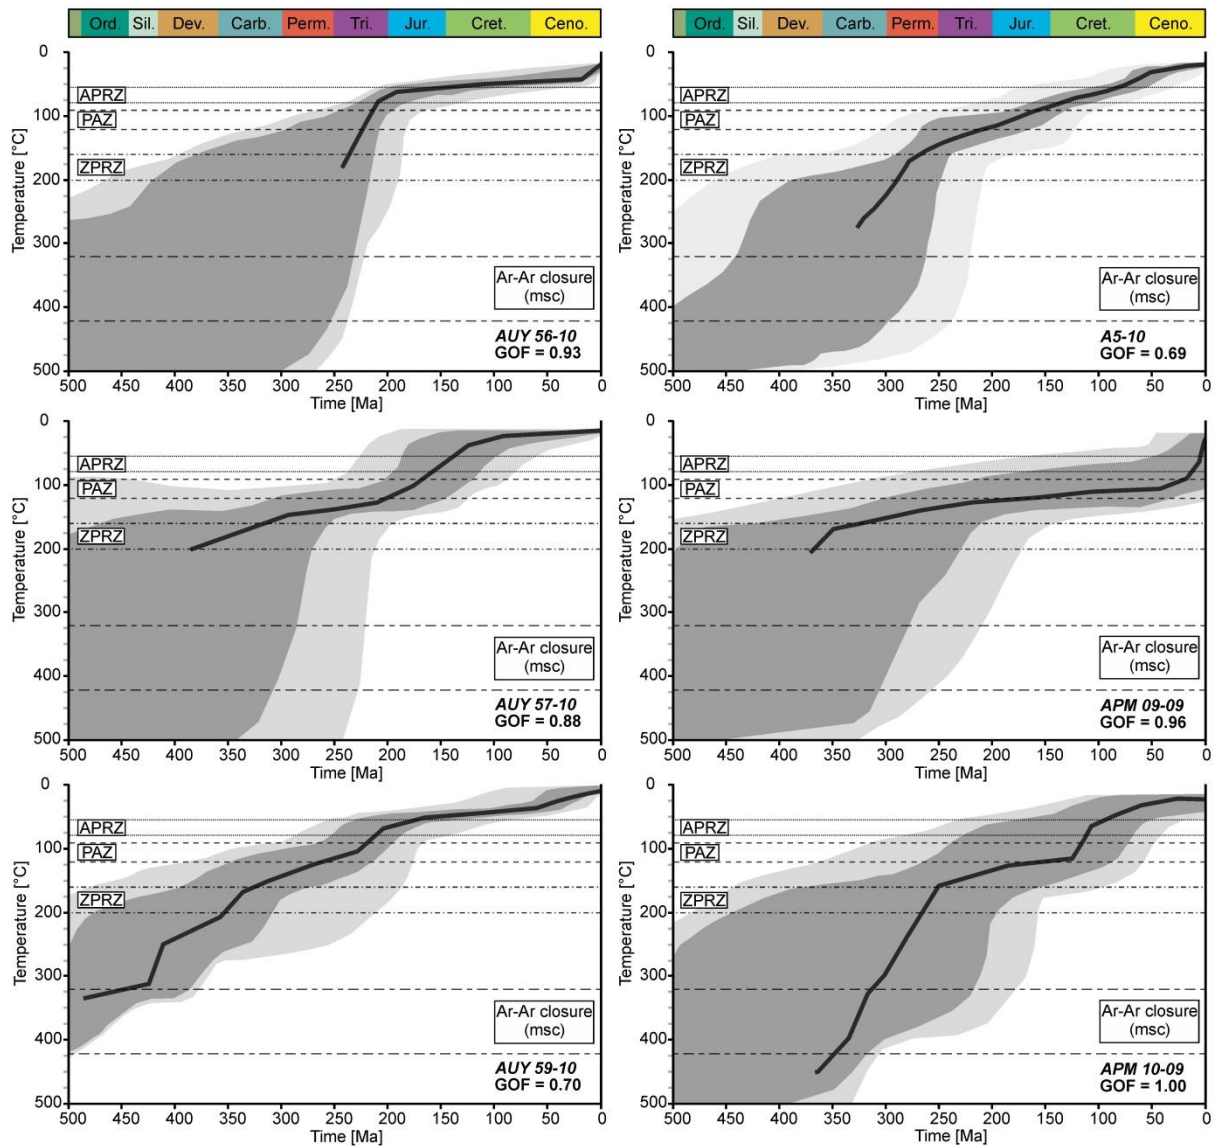 Ord. Sil. Dev. Carb. Perm. Tri. Jur. Cret. Ceno.
0
100
200
300
400
500
Temperature [°C]
APRZ
PAZ
ZPRZ
Ar-Ar closure
(msc)
AUY 56-10
GOF = 0.93
500 450 400 350 300 250 200 150 100 50 0
Time [Ma]
Ord. Sil. Dev. Carb. Perm. Tri. Jur. Cret. Ceno.
0
100
200
300
400
500
Temperature [°C]
APRZ
PAZ
ZPRZ
Ar-Ar closure
(msc)
A5-10
GOF = 0.69
500 450 400 350 300 250 200 150 100 50 0
Time [Ma]
0
100
200
300
400
500
Temperature [°C]
APRZ
PAZ
ZPRZ
Ar-Ar closure
(msc)
AUY 57-10
GOF = 0.88
500 450 400 350 300 250 200 150 100 50 0
Time [Ma]
0
100
200
300
400
500
Temperature [°C]
APRZ
PAZ
ZPRZ
Ar-Ar closure
(msc)
APM 09-09
GOF = 0.96
500 450 400 350 300 250 200 150 100 50 0
Time [Ma]
0
100
200
300
400
500
Temperature [°C]
APRZ
PAZ
ZPRZ
Ar-Ar closure
(msc)
AUY 59-10
GOF = 0.70
500 450 400 350 300 250 200 150 100 50 0
Time [Ma]
0
100
200
300
400
500
Temperature [°C]
APRZ
PAZ
ZPRZ
Ar-Ar closure
(msc)
APM 10-09
GOF = 1.00
500 450 400 350 300 250 200 150 100 50 0
Time [Ma]